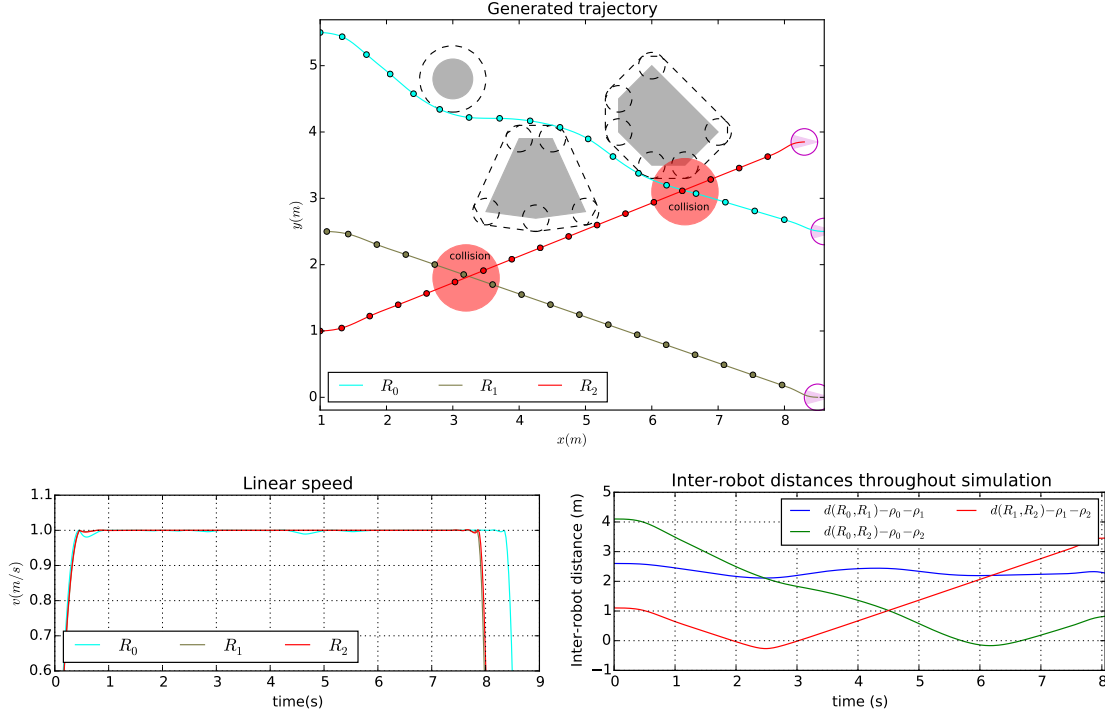 Generated trajectory
5
4
3
2
1
0
y(m)
collision
collision
R0 R1 R2
1 2 3 4 5 6 7 8
x(m)
Linear speed
1.1
1.0
0.9
0.8
0.7
0.6
v(m/s)
R0 R1 R2
0 1 2 3 4 5 6 7 8 9
time(s)
Inter-robot distances throughout simulation
5
4
3
2
1
0
−1
Inter-robot distance (m)
d(R0,R1)−ρ0−ρ1 d(R1,R2)−ρ1−ρ2
d(R0,R2)−ρ0−ρ2
0 1 2 3 4 5 6 7 8
time (s)